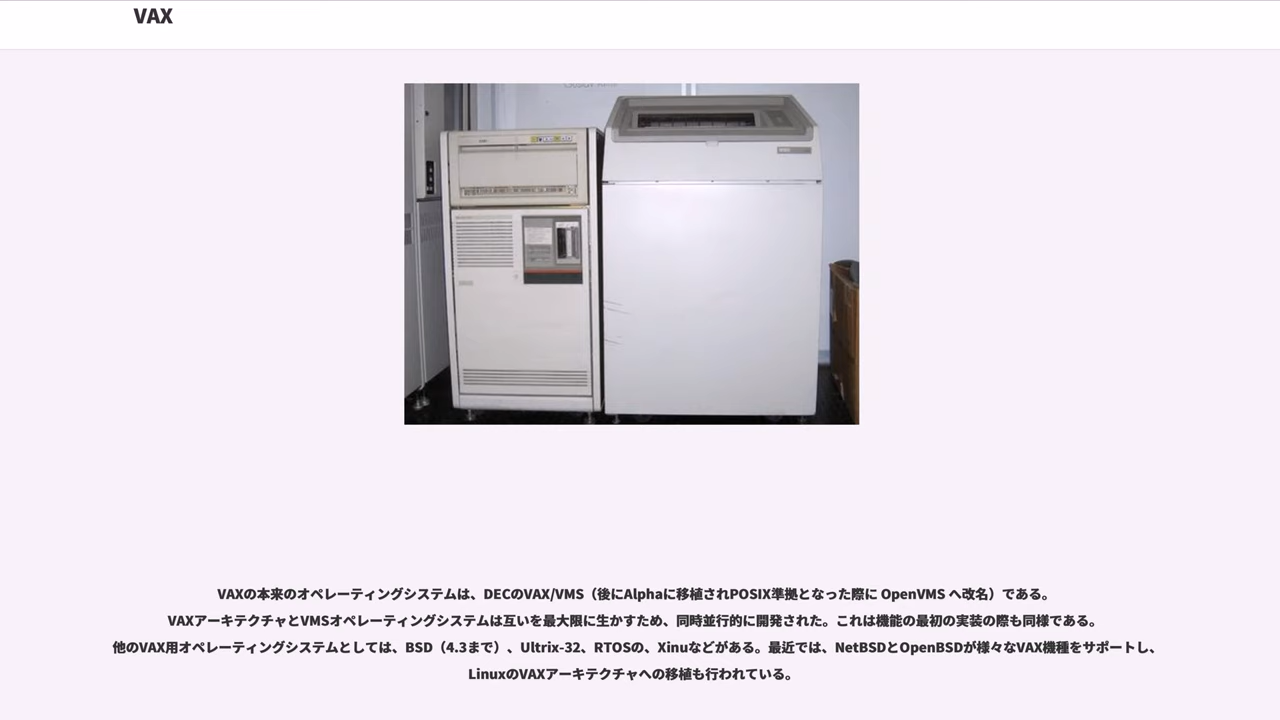 VAX
VAXの本来のオペレーティングシステムは、DECのVAX/VMS（後にAlphaに移植されPOSIX準拠となった際に OpenVMS へ改名）である。
VAXアーキテクチャとVMSオペレーティングシステムは互いを最大限に生かすため、同時並行的に開発された。これは機能の最初の実装の際も同様である。
他のVAX用オペレーティングシステムとしては、BSD（4.3まで）、Ultrix-32、RTOSの、Xinuなどがある。最近では、NetBSDとOpenBSDが様々なVAX機種をサポートし、
LinuxのVAXアーキテクチャへの移植も行われている。